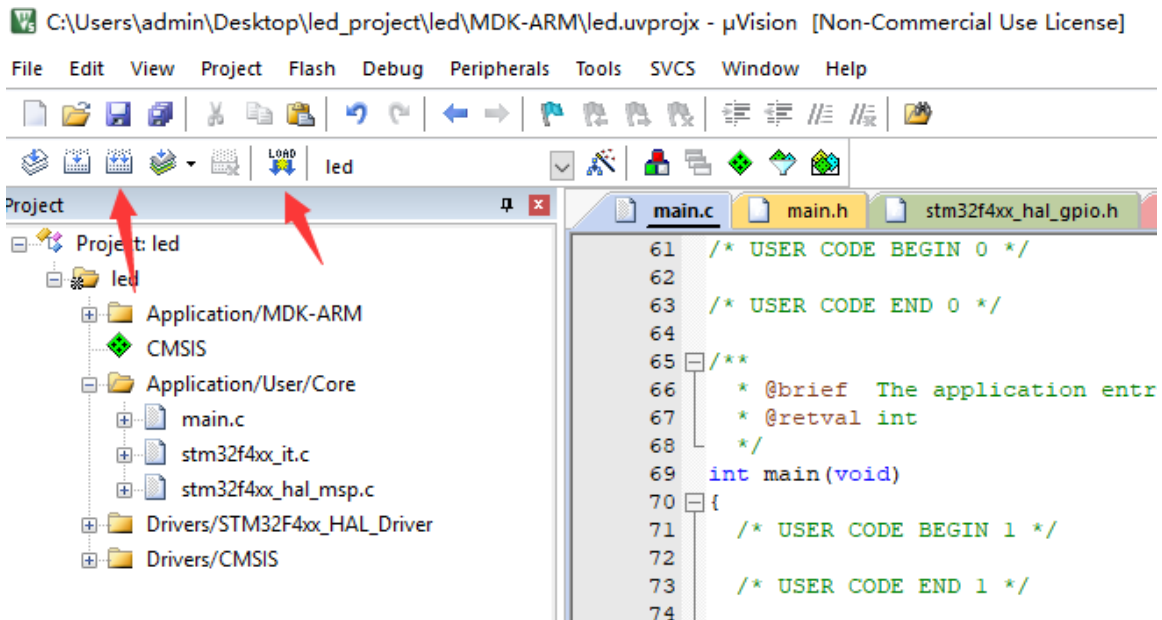 C:\Users\admin\Desktop\led_project\led\MDK-ARM\led.uvprojx - µVision [Non-Commercial Use License]
File Edit View Project Flash Debug Peripherals Tools SVCS Window Help
LOAD
led
Project
main.c main.h stm32f4xx_hal_gpio.h
Project: led
led
Application/MDK-ARM
CMSIS
Application/User/Core
main.c
stm32f4xx_it.c
stm32f4xx_hal_msp.c
Drivers/STM32F4xx_HAL_Driver
Drivers/CMSIS
61 /* USER CODE BEGIN 0 */
62
63 /* USER CODE END 0 */
64
65 /**
66 * @brief The application entr
67 * @retval int
68 */
69 int main(void)
70 {
71 /* USER CODE BEGIN 1 */
72
73 /* USER CODE END 1 */
74